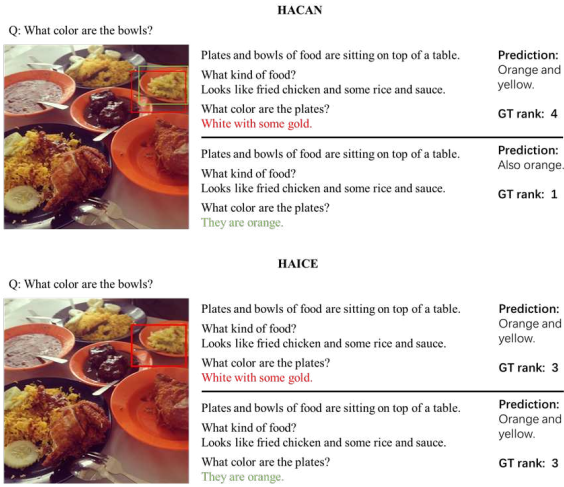 HACAN
Q: What color are the bowls?
Plates and bowls of food are sitting on top of a table.
What kind of food?
Looks like fried chicken and some rice and sauce.
What color are the plates?
White with some gold.
Prediction:
Orange and
yellow.
GT rank: 4
Plates and bowls of food are sitting on top of a table.
What kind of food?
Looks like fried chicken and some rice and sauce.
What color are the plates?
They are orange.
Prediction:
Also orange.
GT rank: 1
HAICE
Q: What color are the bowls?
Plates and bowls of food are sitting on top of a table.
What kind of food?
Looks like fried chicken and some rice and sauce.
What color are the plates?
White with some gold.
Prediction:
Orange and
yellow.
GT rank: 3
Plates and bowls of food are sitting on top of a table.
What kind of food?
Looks like fried chicken and some rice and sauce.
What color are the plates?
They are orange.
Prediction:
Orange and
yellow.
GT rank: 3